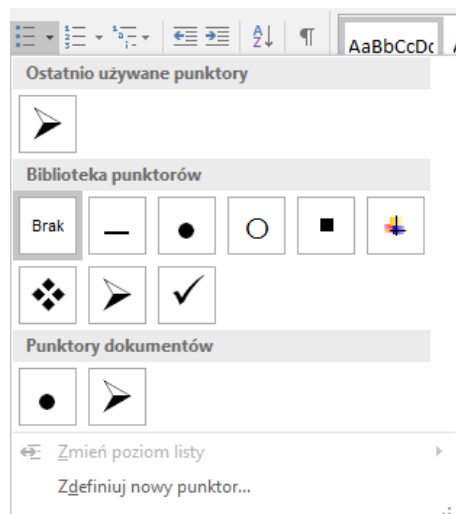 AaBbCcDc
Ostatnio używane punktory
Biblioteka punktorów
Brak
Punktory dokumentów
Zmień poziom listy
Zdefiniuj nowy punktor...